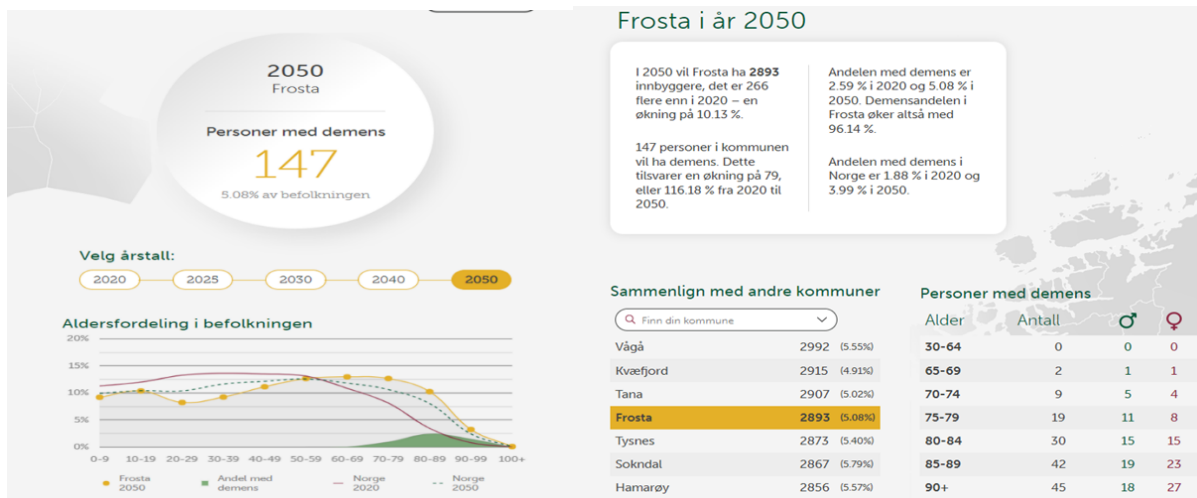 2050
Frosta
Personer med demens
147
5.08% av befolkningen
Velg årstall:
2020
2025
2030
2040
2050
Aldersfordeling i befolkningen
20%
15%
10%
5%
0%
0-9 10-19 20-29 30-39 40-49 50-59 60-69 70-79 80-89 90-99 100+
Frosta 2050
Andel med demens
Norge 2020
Norge 2050
Frosta i år 2050
I 2050 vil Frosta ha 2893
innbyggere, det er 266
flere enn i 2020 – en
økning på 10.13 %.
147 personer i kommunen
vil ha demens. Dette
tilsvarer en økning på 79,
eller 116.18 % fra 2020 til
2050.
Andelen med demens er
2.59 % i 2020 og 5.08 % i
2050. Demensandelen i
Frosta øker altså med
96.14 %.
Andelen med demens i
Norge er 1.88 % i 2020 og
3.99 % i 2050.
Sammenlign med andre kommuner
Finn din kommune
Vågå 2992 (5.55%)
Kvæfjord 2915 (4.91%)
Tana 2907 (5.02%)
Frosta 2893 (5.08%)
Tysnes 2873 (5.40%)
Sokndal 2867 (5.79%)
Hamarøy 2856 (5.57%)
Personer med demens
Alder Antall ♂ ♀
30-64 0 0 0
65-69 2 1 1
70-74 9 5 4
75-79 19 11 8
80-84 30 15 15
85-89 42 19 23
90+ 45 18 27